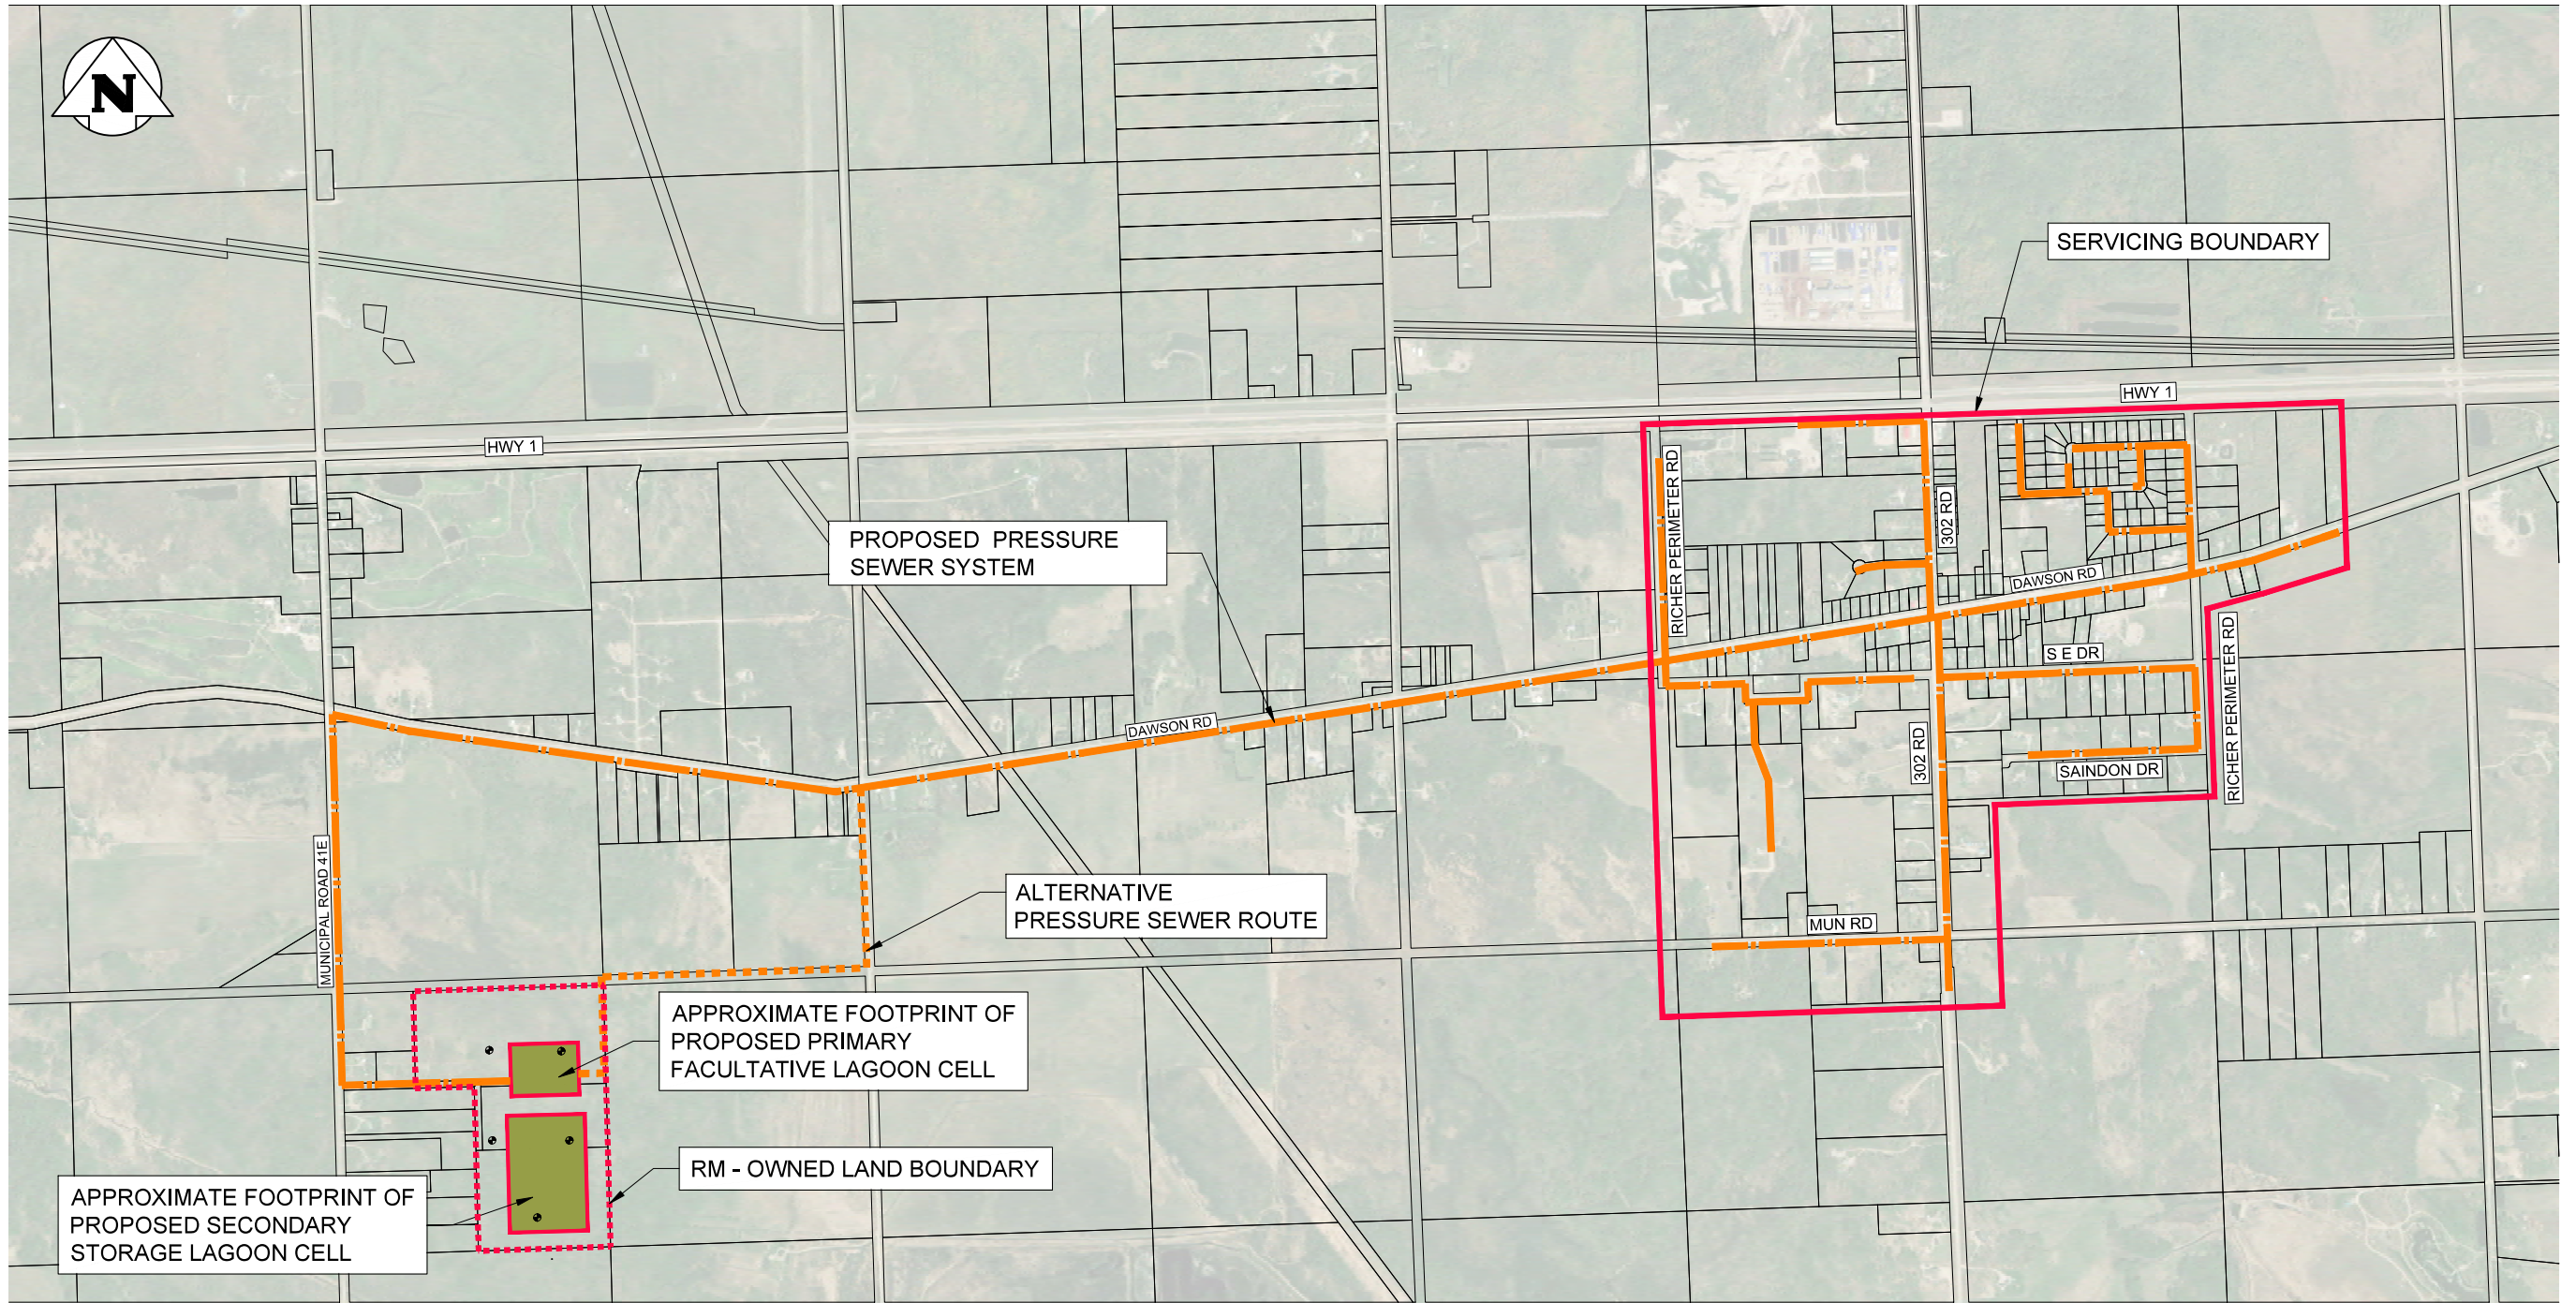 N
SERVICING BOUNDARY
HWY 1
HWY 1
RICHER PERIMETER RD
302 RD
PROPOSED PRESSURE
SEWER SYSTEM
DAWSON RD
S E DR
RICHER PERIMETER RD
DAWSON RD
302 RD
SAINDON DR
MUNICIPAL ROAD 41E
ALTERNATIVE
PRESSURE SEWER ROUTE
MUN RD
APPROXIMATE FOOTPRINT OF
PROPOSED PRIMARY
FACULTATIVE LAGOON CELL
RM - OWNED LAND BOUNDARY
APPROXIMATE FOOTPRINT OF
PROPOSED SECONDARY
STORAGE LAGOON CELL